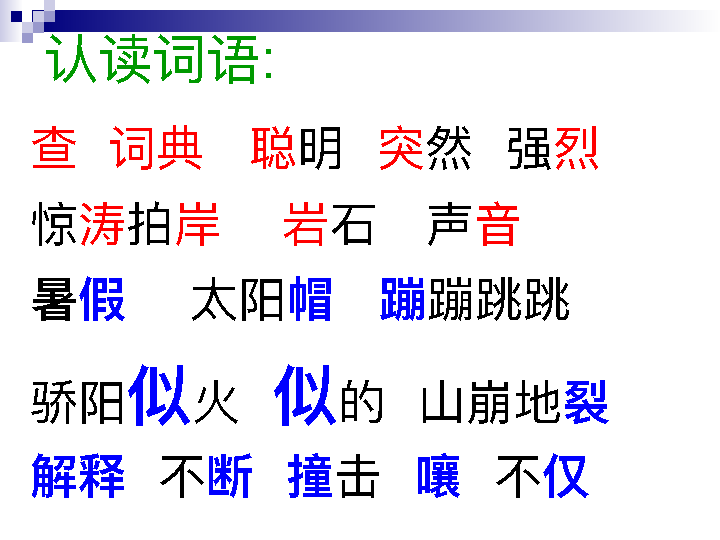 认读词语:
查 词典 聪明 突然 强烈
惊涛拍岸 岩石 声音
暑假 太阳帽 蹦蹦跳跳
骄阳似火 似的 山崩地裂
解释 不断 撞击 嚷 不仅